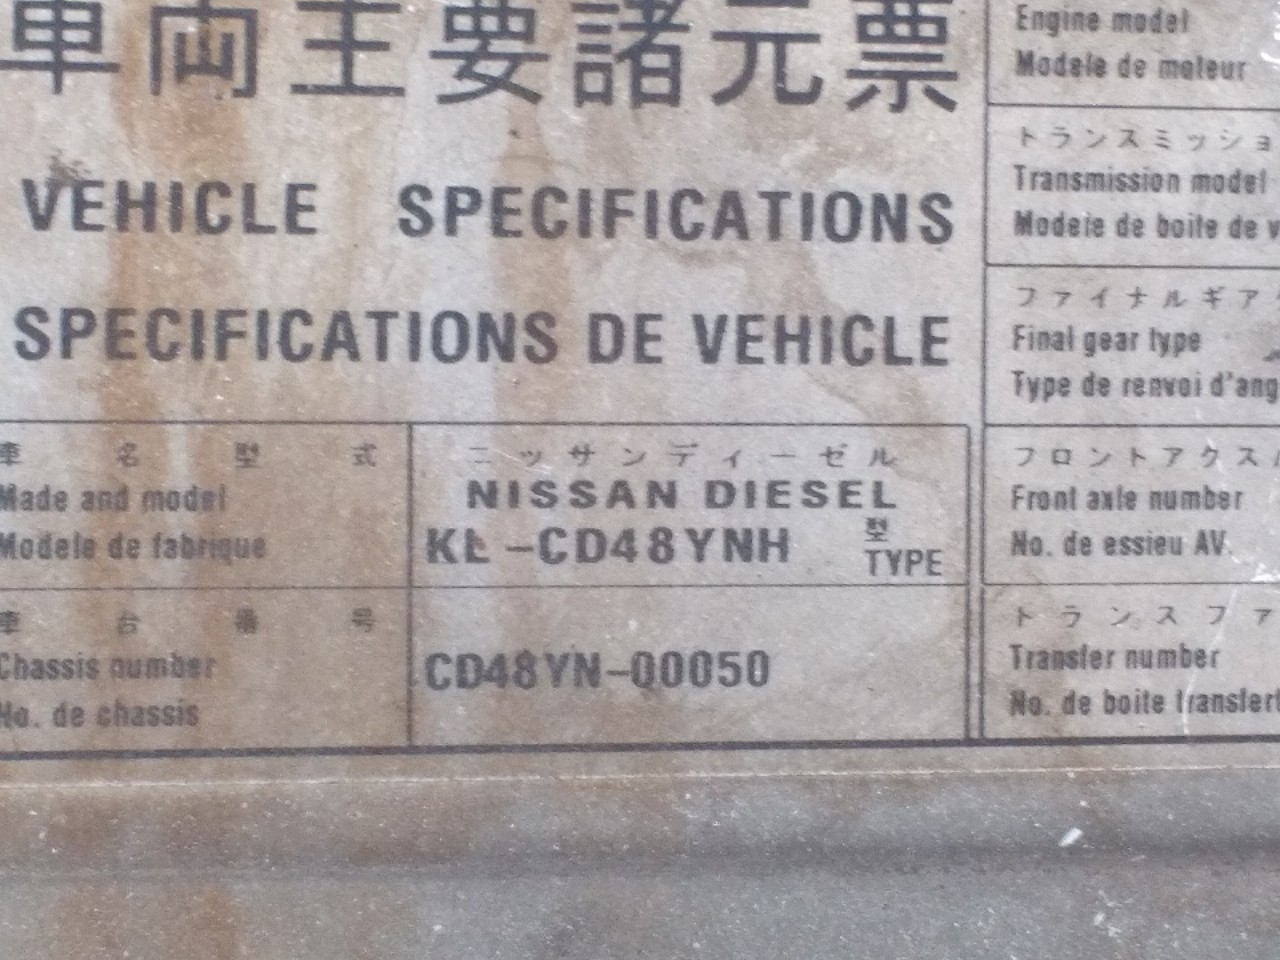 車両主要諸元票
VEHICLE SPECIFICATIONS
SPECIFICATIONS DE VEHICLE
車名型式
Made and model
Modele de fabrique
ニッサンディーゼル
NISSAN DIESEL
KL-CD48YNH 型
TYPE
車台番号
Chassis number
No. de chassis
CD48YN-00050
Engine model
Modele de moteur
トランスミッショ
Transmission model
Modele de boite de v
ファイナルギア
Final gear type
Type de renvoi d'ang
フロントアクス
Front axle number
No. de essieu AV.
トランスファ
Transfer number
No. de boite transfert